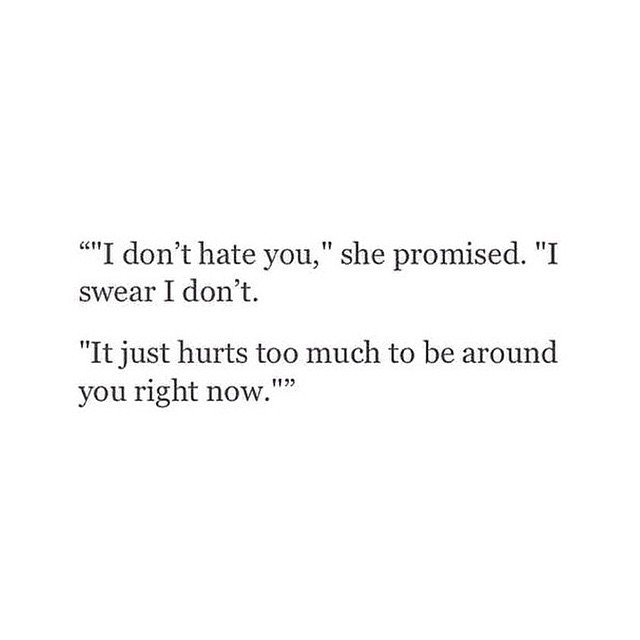 “"I don’t hate you," she promised. "I
swear I don’t.
"It just hurts too much to be around
you right now."”